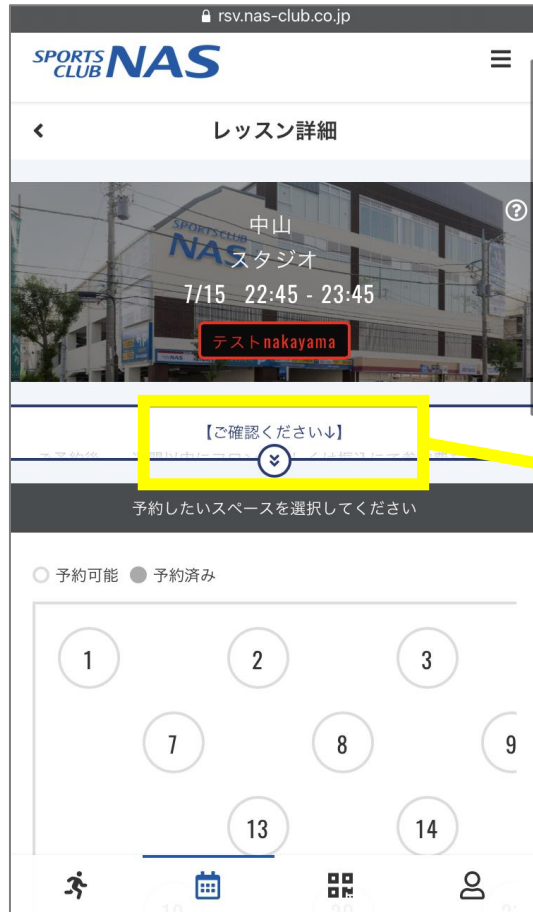 rsv.nas-club.co.jp
SPORTS CLUB NAS
レッスン詳細
中山
スタジオ
7/15 22:45 - 23:45
テストnakayama
【ご確認ください↓】
予約したいスペースを選択してください
予約可能 予約済み
1 2 3
7 8 9
13 14